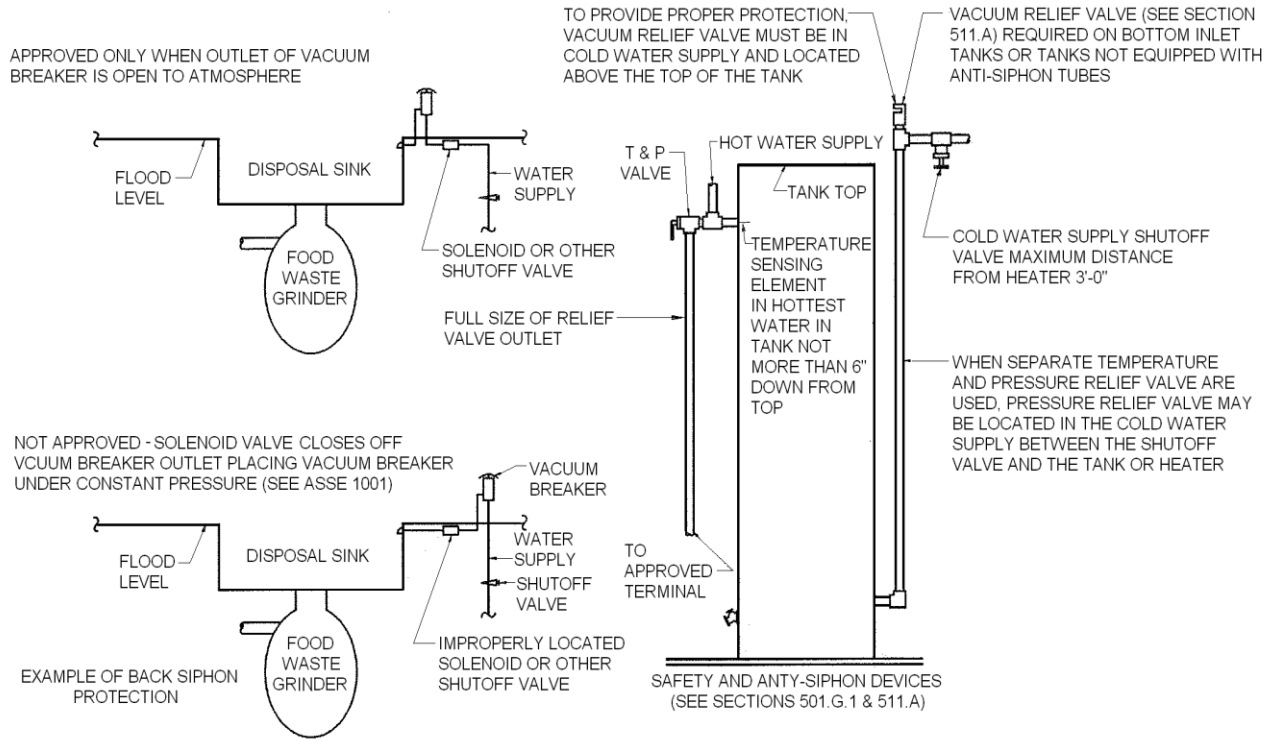 APPROVED ONLY WHEN OUTLET OF VACUUM
BREAKER IS OPEN TO ATMOSPHERE
FLOOD
LEVEL
DISPOSAL SINK
WATER
SUPPLY
FOOD
WASTE
GRINDER
SOLENOID OR OTHER
SHUTOFF VALVE
NOT APPROVED - SOLENOID VALVE CLOSES OFF
VCUUM BREAKER OUTLET PLACING VACUUM BREAKER
UNDER CONSTANT PRESSURE (SEE ASSE 1001)
VACUUM
BREAKER
FLOOD
LEVEL
DISPOSAL SINK
WATER
SUPPLY
SHUTOFF
VALVE
FOOD
WASTE
GRINDER
IMPROPERLY LOCATED
SOLENOID OR OTHER
SHUTOFF VALVE
EXAMPLE OF BACK SIPHON
PROTECTION
TO PROVIDE PROPER PROTECTION,
VACUUM RELIEF VALVE MUST BE IN
COLD WATER SUPPLY AND LOCATED
ABOVE THE TOP OF THE TANK
VACUUM RELIEF VALVE (SEE SECTION
511.A) REQUIRED ON BOTTOM INLET
TANKS OR TANKS NOT EQUIPPED WITH
ANTI-SIPHON TUBES
HOT WATER SUPPLY
T & P
VALVE
TANK TOP
TEMPERATURE
SENSING
ELEMENT
IN HOTTEST
WATER IN
TANK NOT
MORE THAN 6"
DOWN FROM
TOP
COLD WATER SUPPLY SHUTOFF
VALVE MAXIMUM DISTANCE
FROM HEATER 3'-0"
FULL SIZE OF RELIEF
VALVE OUTLET
WHEN SEPARATE TEMPERATURE
AND PRESSURE RELIEF VALVE ARE
USED, PRESSURE RELIEF VALVE MAY
BE LOCATED IN THE COLD WATER
SUPPLY BETWEEN THE SHUTOFF
VALVE AND THE TANK OR HEATER
TO
APPROVED
TERMINAL
SAFETY AND ANTY-SIPHON DEVICES
(SEE SECTIONS 501.G.1 & 511.A)